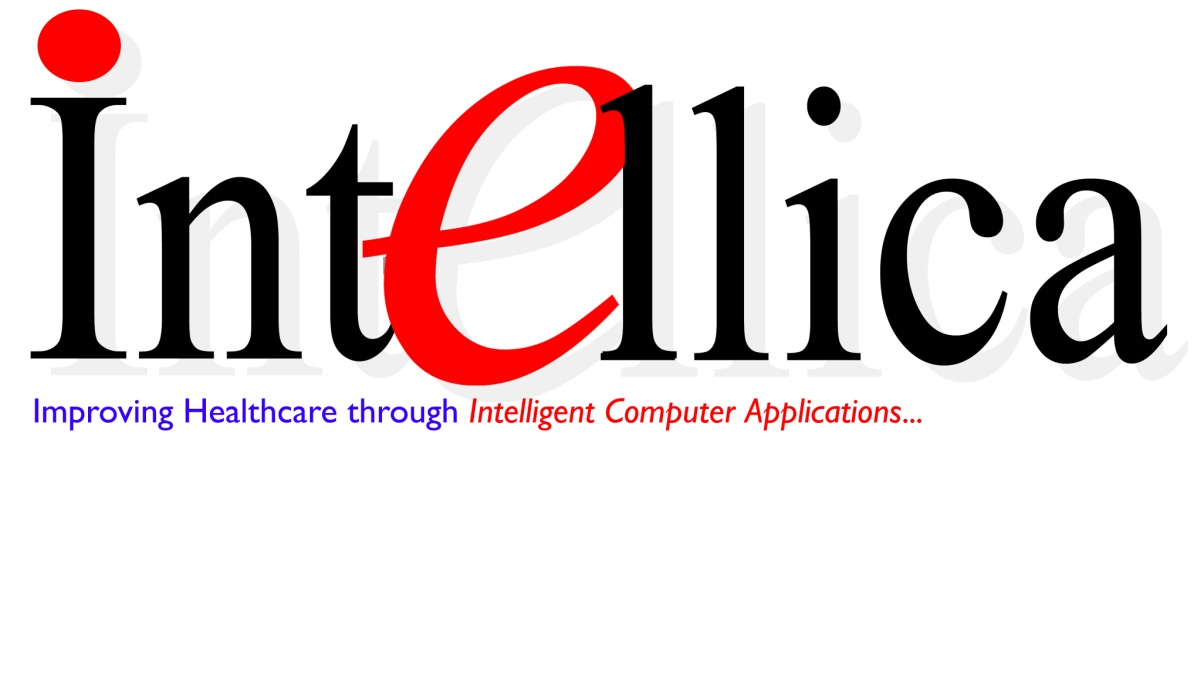 Intellica
Improving Healthcare through Intelligent Computer Applications...